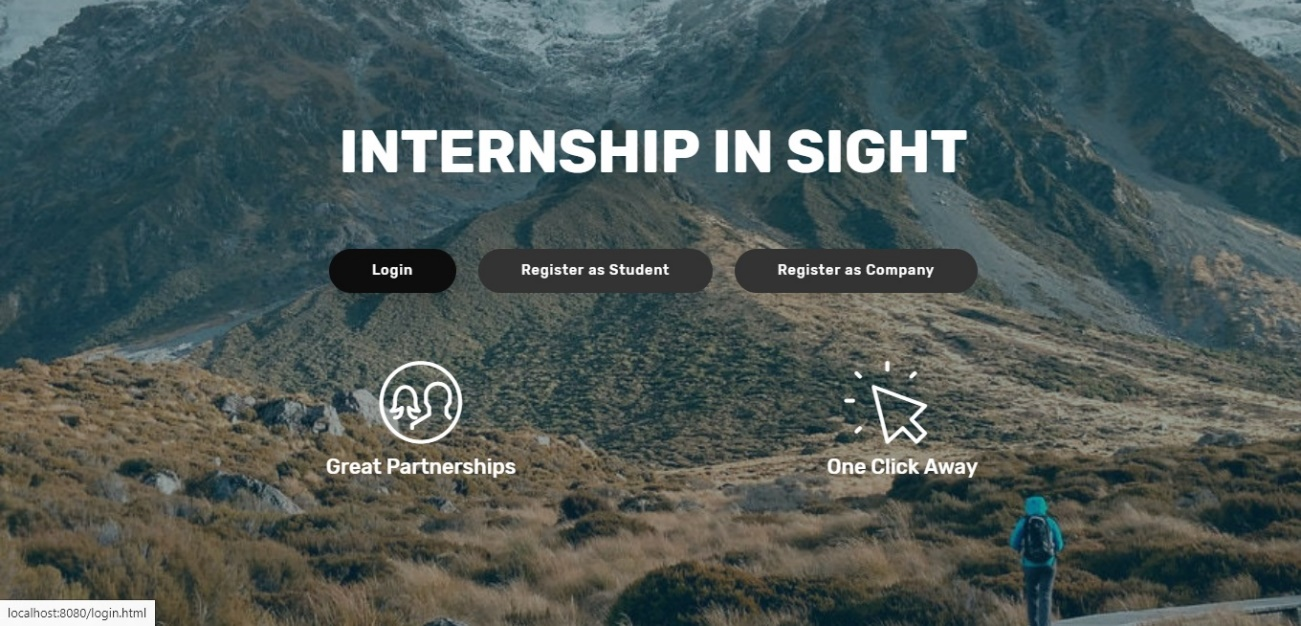 INTERNSHIP IN SIGHT
Login Register as Student Register as Company
Great Partnerships One Click Away
localhost:8080/login.html